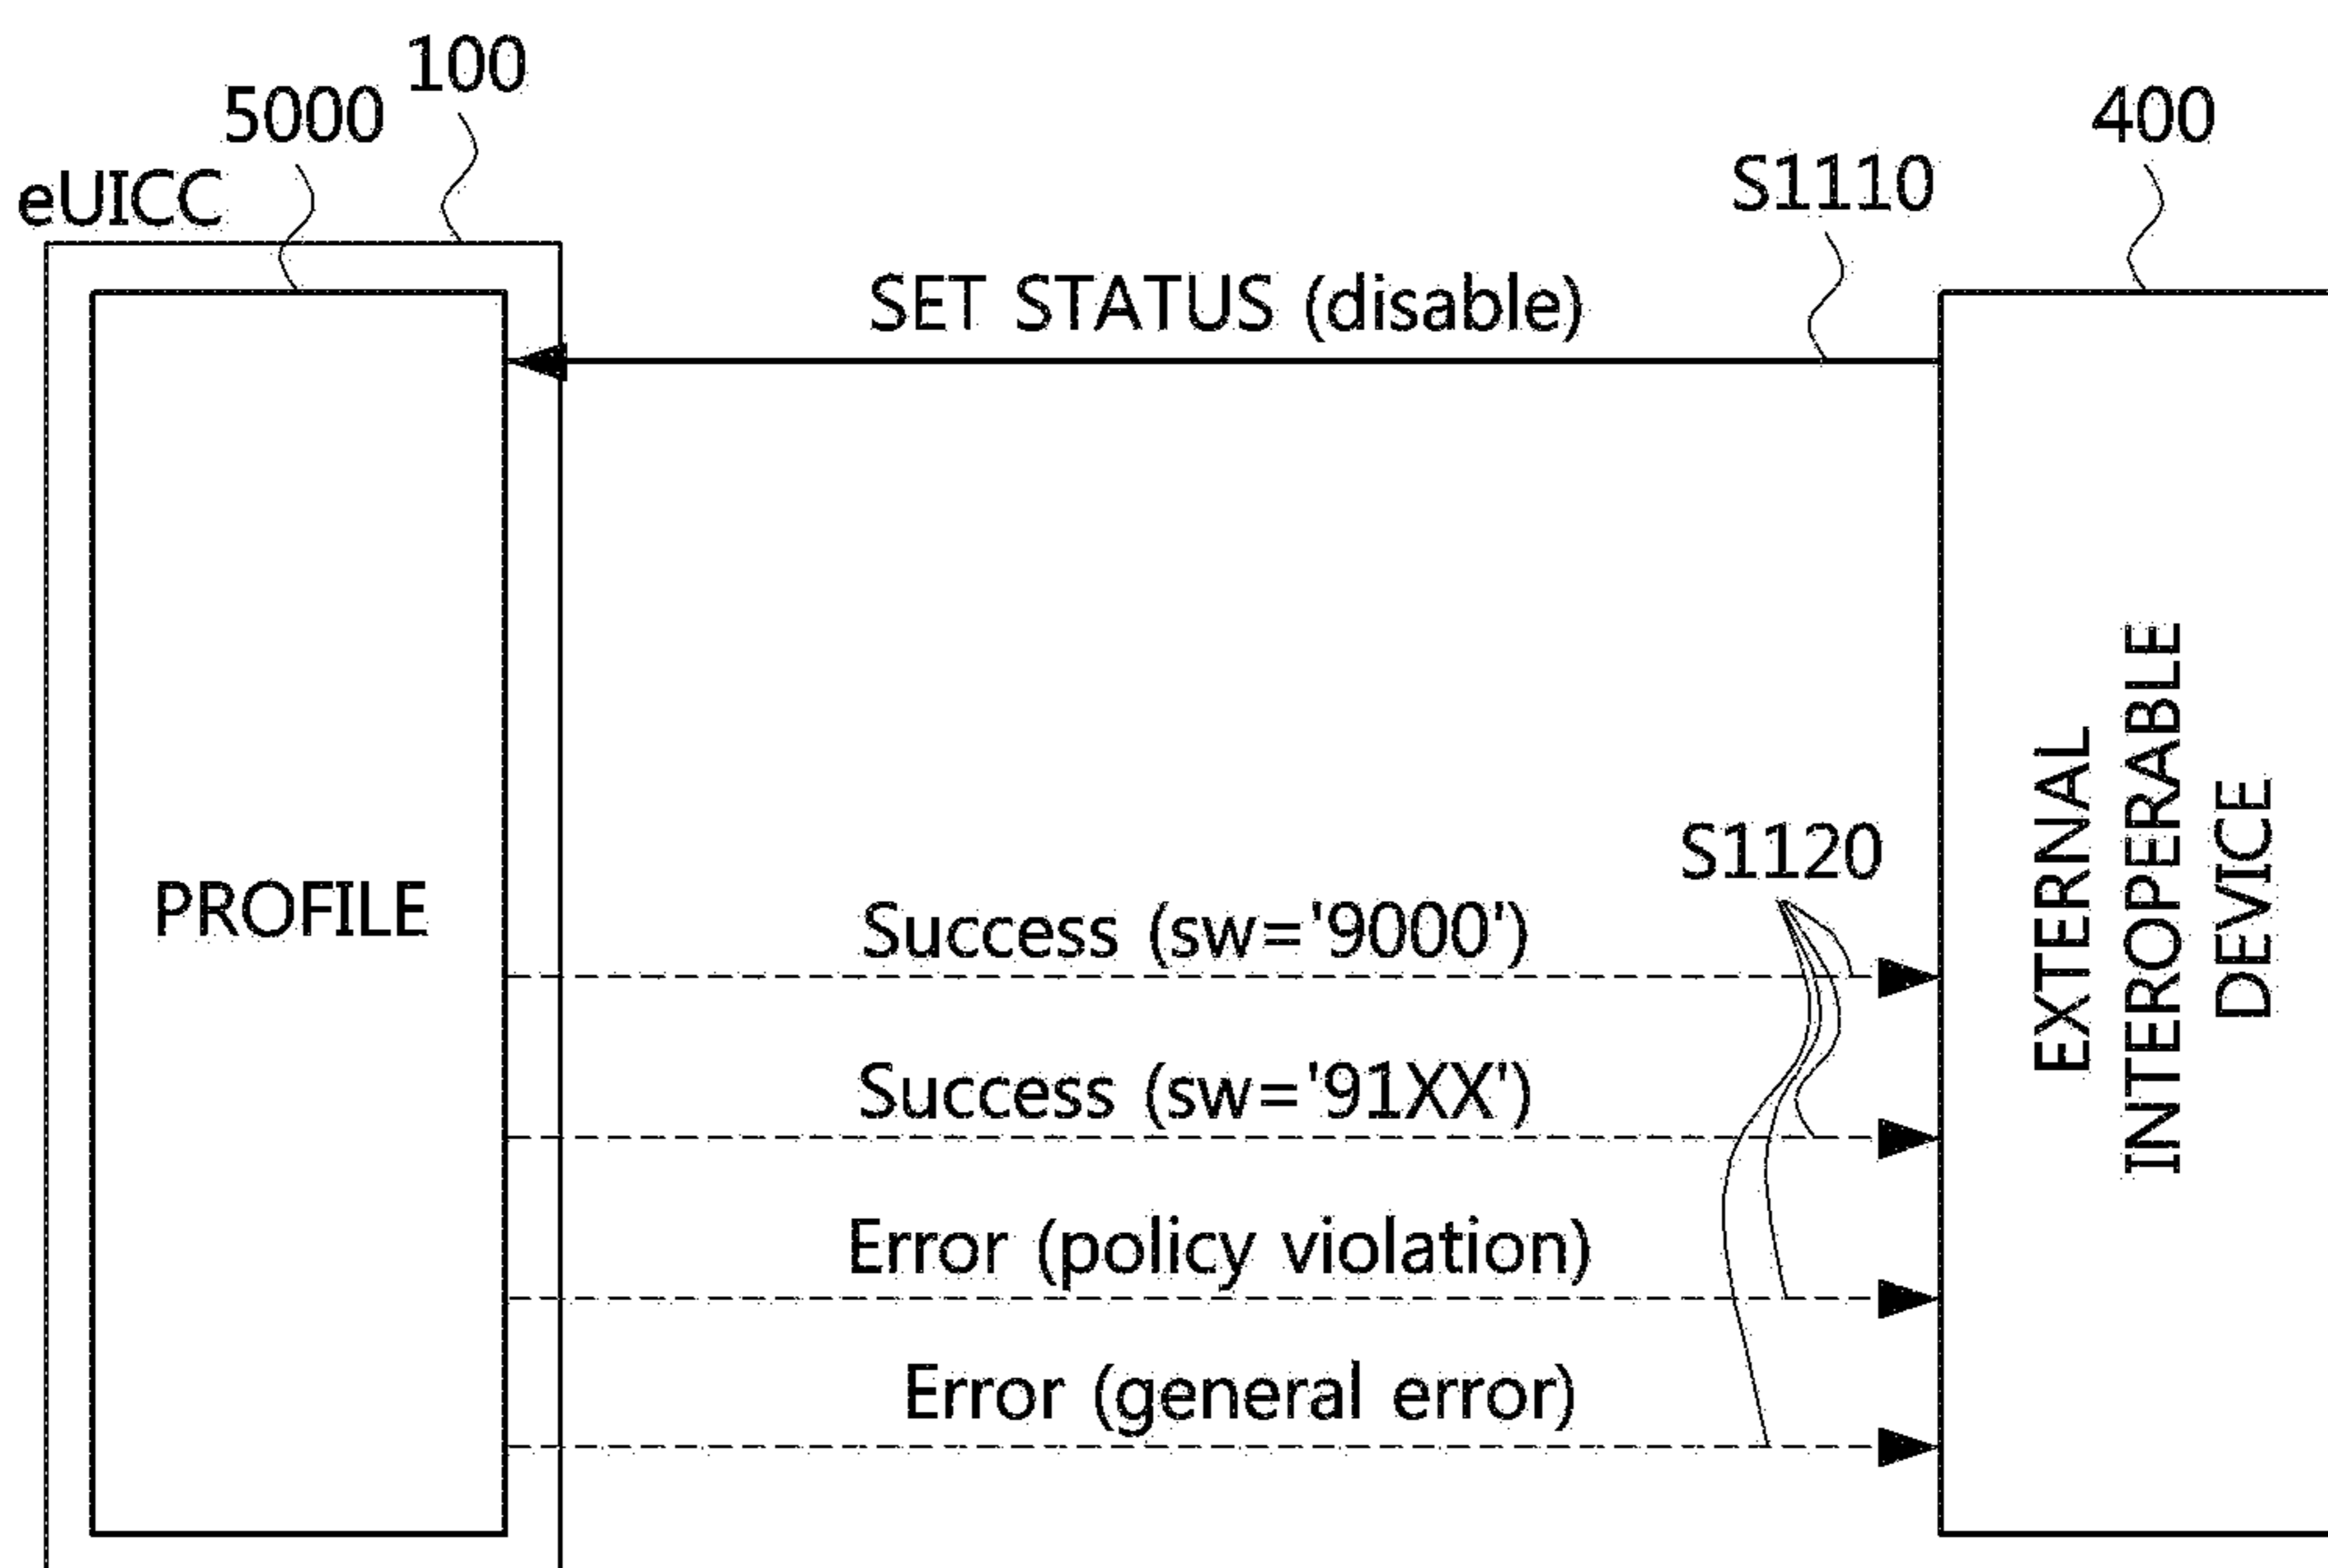 100
5000
400
S1110
eUICC
SET STATUS (disable)
PROFILE
EXTERNAL
INTEROPERABLE
DEVICE
S1120
Success (sw='9000')
Success (sw='91XX')
Error (policy violation)
Error (general error)